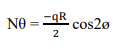 Nθ = −qR/2 cos2ø